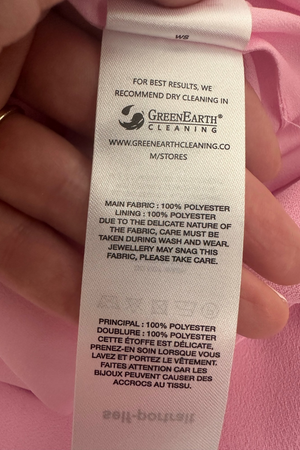 FOR BEST RESULTS, WE
RECOMMEND DRY CLEANING IN
GREENEARTH®
CLEANING
WWW.GREENEARTHCLEANING.CO
M/STORES
MAIN FABRIC : 100% POLYESTER
LINING : 100% POLYESTER
DUE TO THE DELICATE NATURE OF
THE FABRIC, CARE MUST BE
TAKEN DURING WASH AND WEAR.
JEWELLERY MAY SNAG THIS
FABRIC, PLEASE TAKE CARE.
PRINCIPAL : 100% POLYESTER
DOUBLURE : 100% POLYESTER
CETTE ÉTOFFE EST DÉLICATE,
PRENEZ-EN SOIN LORSQUE VOUS
LAVEZ ET PORTEZ LE VÊTEMENT.
FAITES ATTENTION CAR LES
BIJOUX PEUVENT CAUSER DES
ACCROCS AU TISSU.
self-portrait